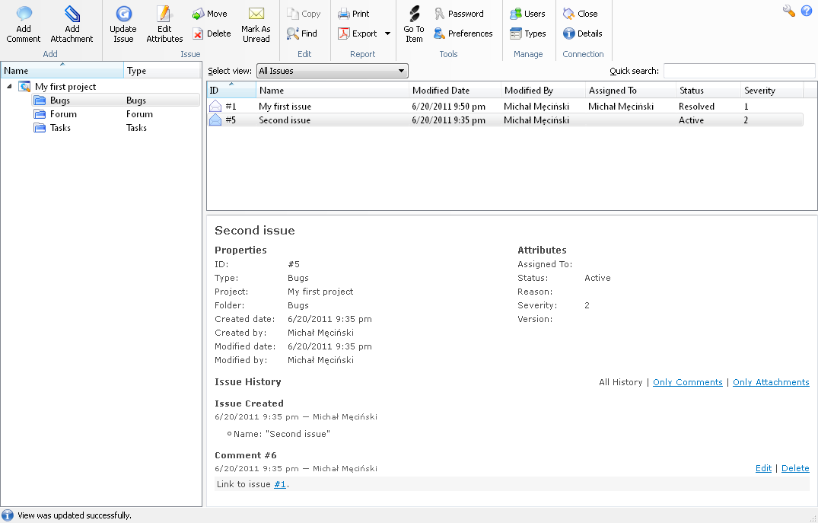 Add Comment
Add Attachment
Add
Update Issue
Edit Attributes
Move
Delete
Mark As Unread
Issue
Copy
Find
Edit
Print
Export
Report
Go To Item
Password
Preferences
Tools
Users
Types
Manage
Close
Details
Connection
Name Type
My first project
Bugs Bugs
Forum Forum
Tasks Tasks
Select view: All Issues Quick search:
ID Name Modified Date Modified By Assigned To Status Severity
#1 My first issue 6/20/2011 9:50 pm Michał Męciński Michał Męciński Resolved 1
#5 Second issue 6/20/2011 9:35 pm Michał Męciński Active 2
Second issue
Properties
ID: #5
Type: Bugs
Project: My first project
Folder: Bugs
Created date: 6/20/2011 9:35 pm
Created by: Michał Męciński
Modified date: 6/20/2011 9:35 pm
Modified by: Michał Męciński
Attributes
Assigned To:
Status: Active
Reason:
Severity: 2
Version:
Issue History All History | Only Comments | Only Attachments
Issue Created
6/20/2011 9:35 pm — Michał Męciński
Name: "Second issue"
Comment #6
6/20/2011 9:35 pm — Michał Męciński Edit | Delete
Link to issue #1.
View was updated successfully.